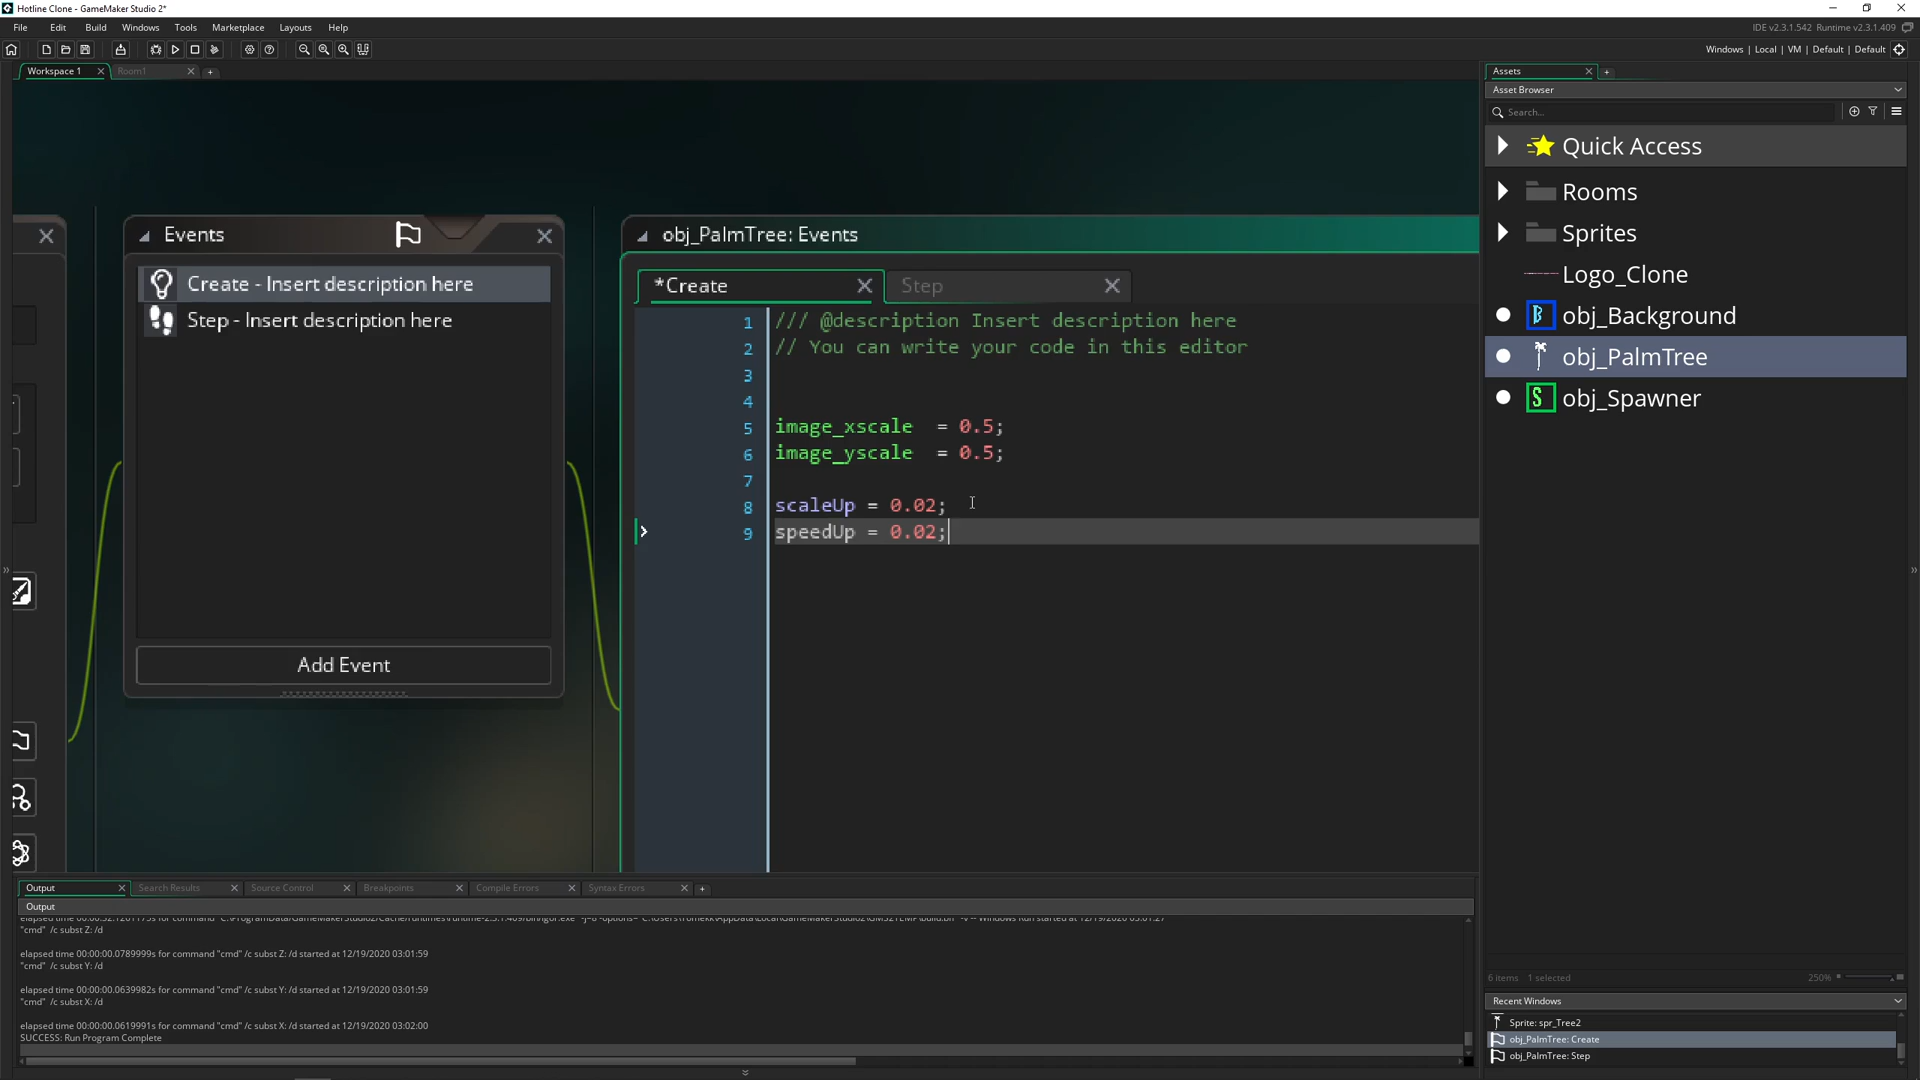 Hotline Clone - GameMaker Studio 2*
File Edit Build Windows Tools Marketplace Layouts Help
IDE v2.3.1.542 Runtime v2.3.1.409
Windows | Local | VM | Default | Default
Workspace 1
Room1
Assets
Asset Browser
Search...
Quick Access
Rooms
Sprites
Logo_Clone
obj_Background
obj_PalmTree
obj_Spawner
Events
Create - Insert description here
Step - Insert description here
Add Event
obj_PalmTree: Events
*Create
Step
1 /// @description Insert description here
2 // You can write your code in this editor
3
4
5 image_xscale = 0.5;
6 image_yscale = 0.5;
7
8 scaleUp = 0.02;
9 speedUp = 0.02;
6 items 1 selected
250%
Recent Windows
Sprite: spr_Tree2
obj_PalmTree: Create
obj_PalmTree: Step
Output Search Results Source Control Breakpoints Compile Errors Syntax Errors
Output
"cmd" /c subst Z: /d
elapsed time 00:00:00.0789999s for command "cmd" /c subst Z: /d started at 12/19/2020 03:01:59
"cmd" /c subst Y: /d
elapsed time 00:00:00.0639982s for command "cmd" /c subst Y: /d started at 12/19/2020 03:01:59
"cmd" /c subst X: /d
elapsed time 00:00:00.0619991s for command "cmd" /c subst X: /d started at 12/19/2020 03:02:00
SUCCESS: Run Program Complete